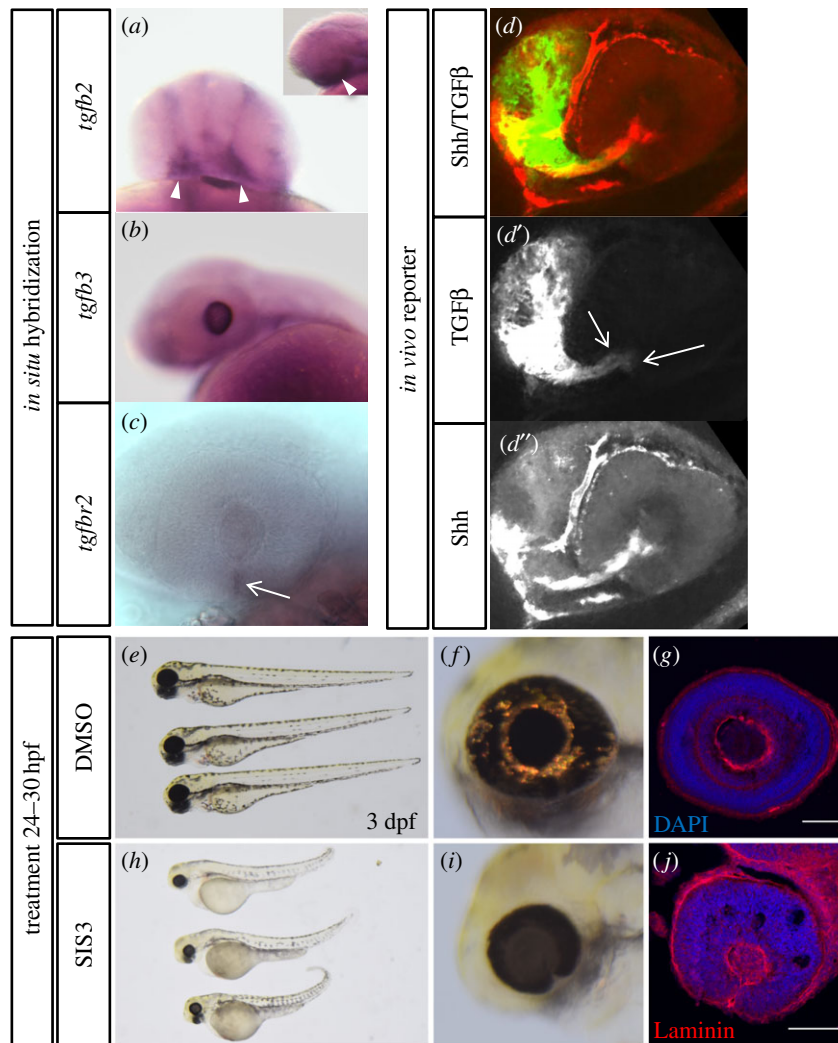 in situ hybridization
tgfb2
tgfb3
tgfbr2
(a)
(b)
(c)
in vivo reporter
Shh/TGFβ
TGFβ
Shh
(d)
(d′)
(d″)
treatment 24–30 hpf
DMSO
(e)
3 dpf
(f)
(g)
DAPI
SIS3
(h)
(i)
(j)
Laminin